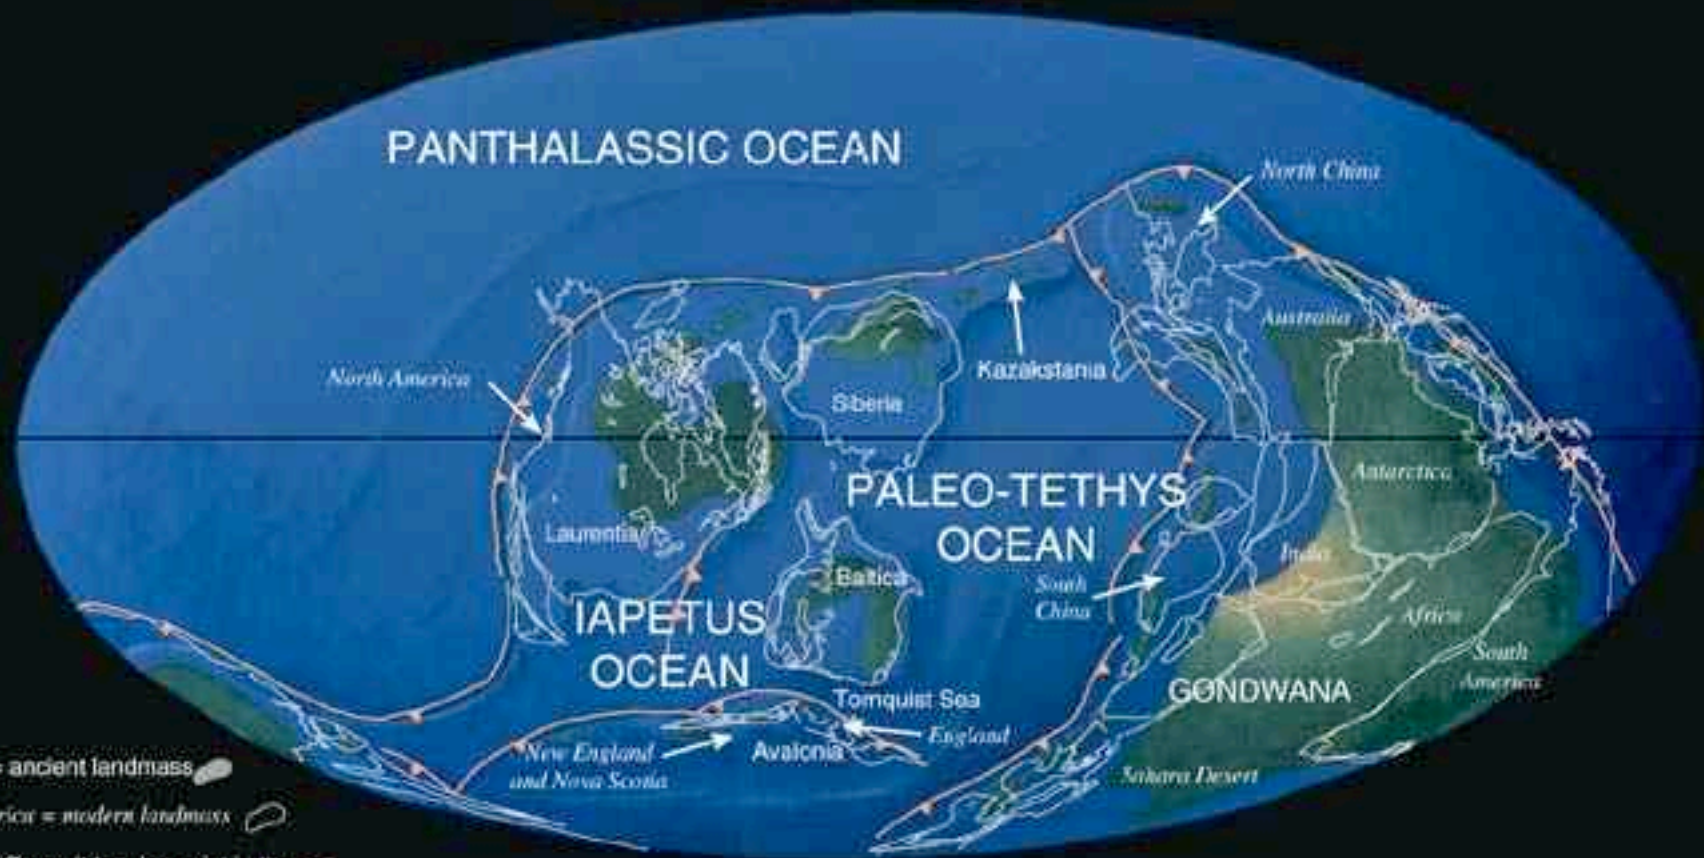 PANTHALASSIC OCEAN
North China
Australia
North America
Kazakstania
Siberia
Antarctica
PALEO-TETHYS
OCEAN
Laurentia
India
Baltica
South
China
Africa
IAPETUS
OCEAN
South
America
GONDWANA
Tornquist Sea
England
New England
and Nova Scotia
Avalonia
Sahara Desert
= ancient landmass
rica = modern landmass